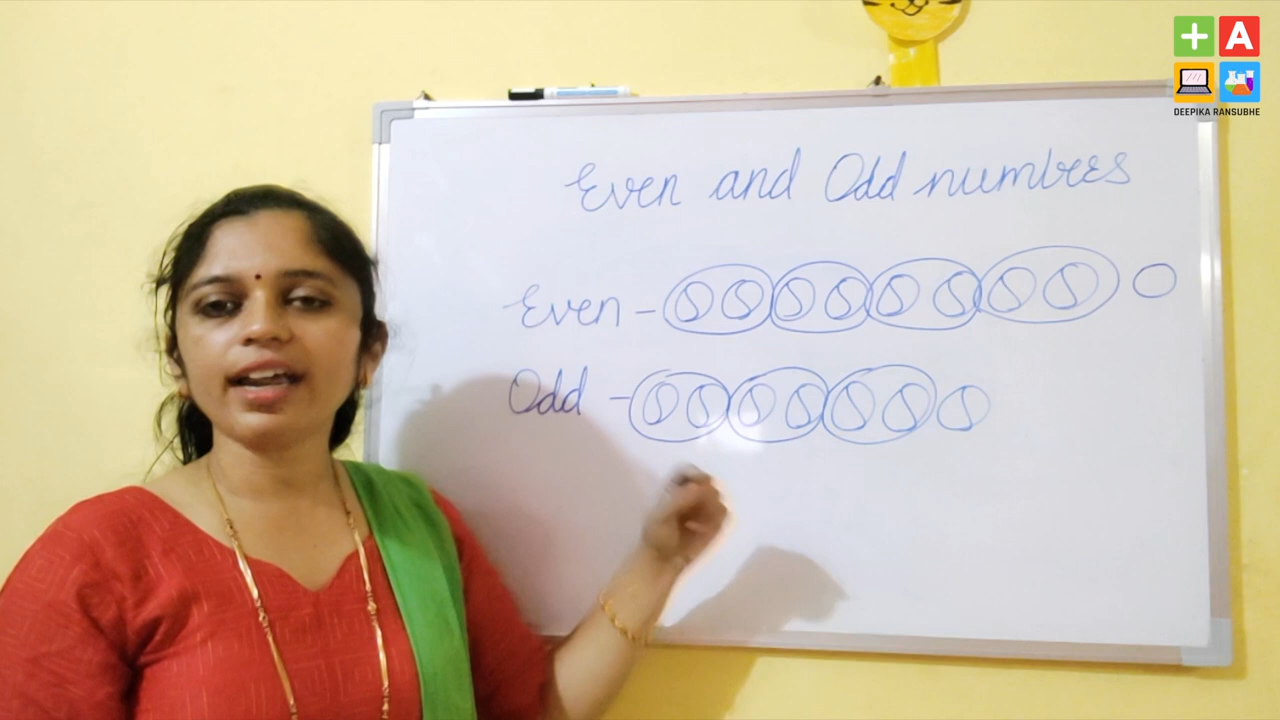 A
DEEPIKA RANSUBHE
Even and Odd numbres
Even -
Odd -